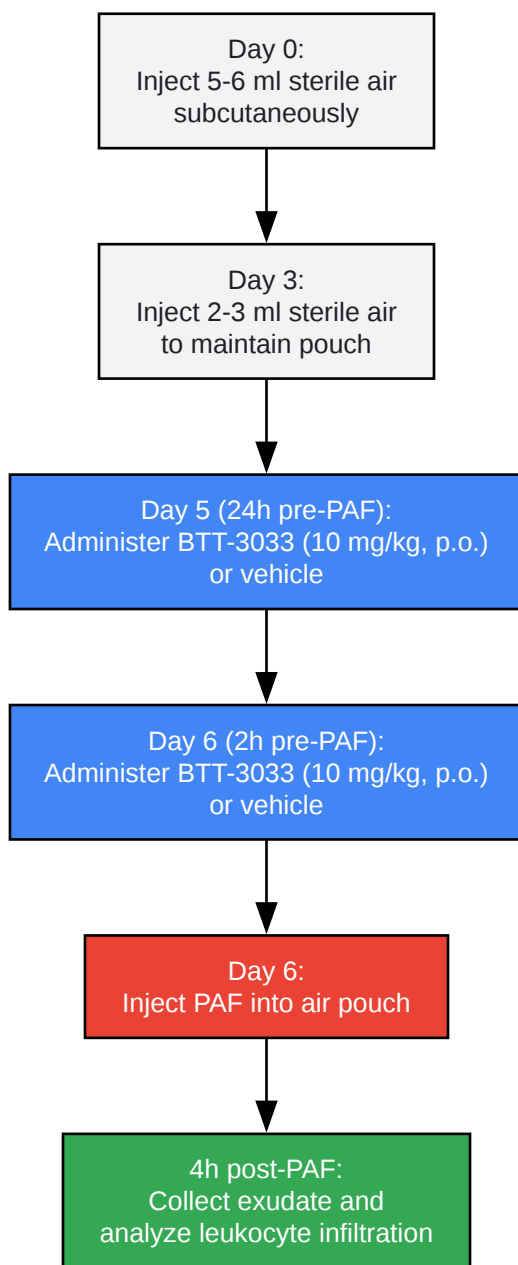 Day 0:
Inject 5-6 ml sterile air
subcutaneously
Day 3:
Inject 2-3 ml sterile air
to maintain pouch
Day 5 (24h pre-PAF):
Administer BTT-3033 (10 mg/kg, p.o.)
or vehicle
Day 6 (2h pre-PAF):
Administer BTT-3033 (10 mg/kg, p.o.)
or vehicle
Day 6:
Inject PAF into air pouch
4h post-PAF:
Collect exudate and
analyze leukocyte infiltration